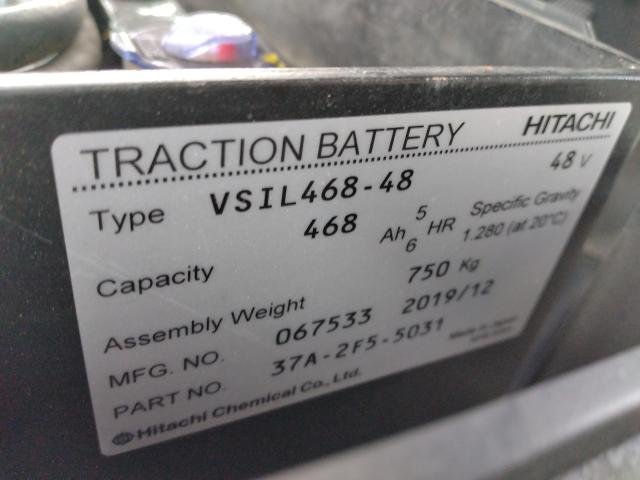 TRACTION BATTERY HITACHI
Type VSIL468-48 48 V
Capacity 468 Ah 5 6 HR Specific Gravity 1.280 (at 20°C)
Assembly Weight 750 Kg
MFG. NO. 067533 2019/12
PART NO. 37A-2F5-5031
Hitachi Chemical Co., Ltd. Made in Japan